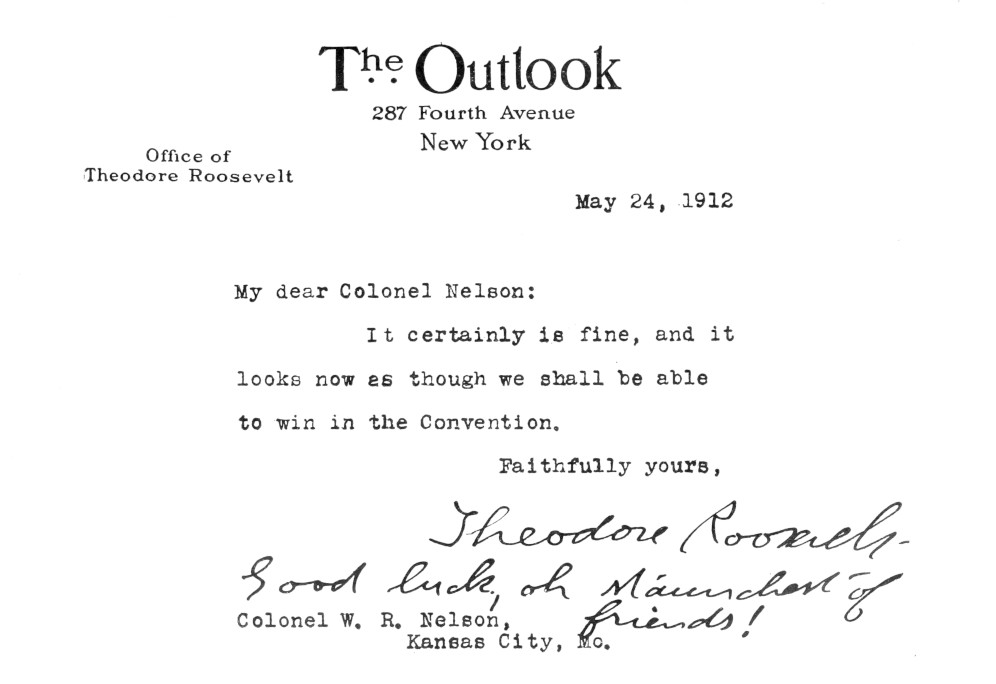 The Outlook
287 Fourth Avenue
New York
Office of
Theodore Roosevelt
May 24, 1912
My dear Colonel Nelson:
It certainly is fine, and it
looks now as though we shall be able
to win in the Convention.
Faithfully yours,
Theodore Roosevelt
Good luck, oh staunchest of
friends!
Colonel W. R. Nelson,
Kansas City, Mo.